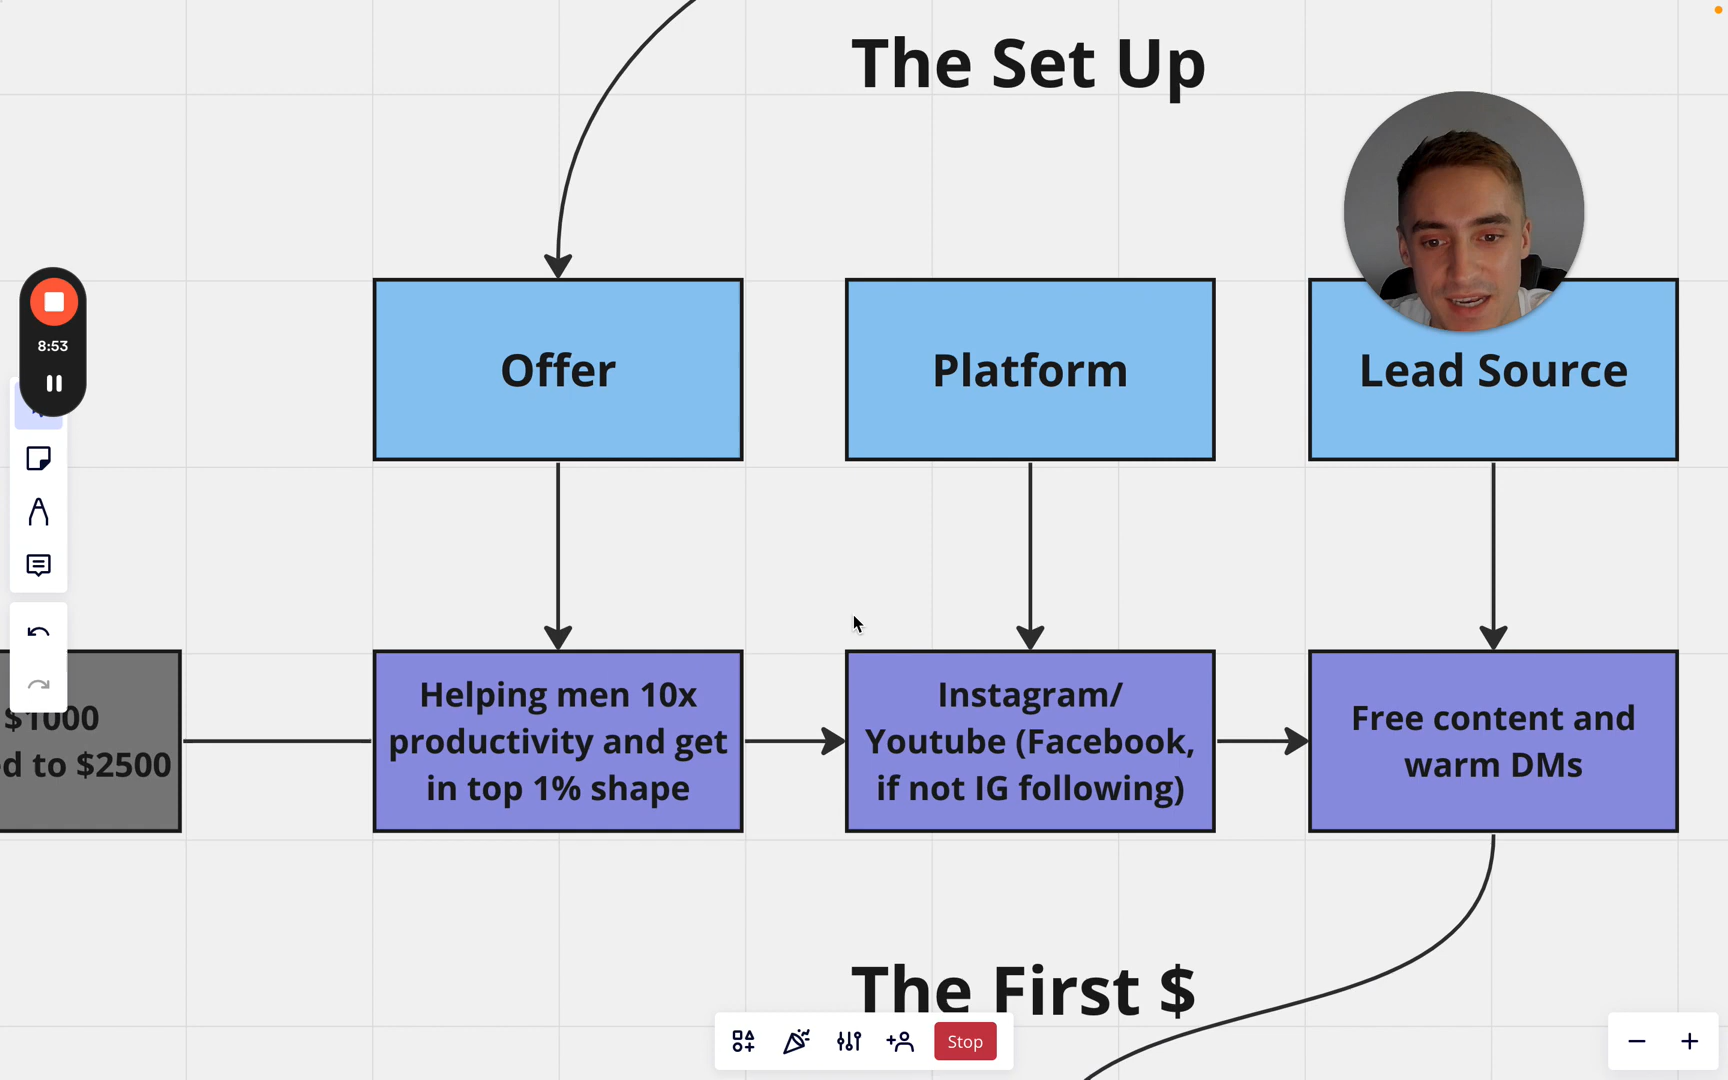 The Set Up
8:53
Offer
Platform
Lead Source
$1000
d to $2500
Helping men 10x
productivity and get
in top 1% shape
Instagram/
Youtube (Facebook,
if not IG following)
Free content and
warm DMs
The First $
Stop